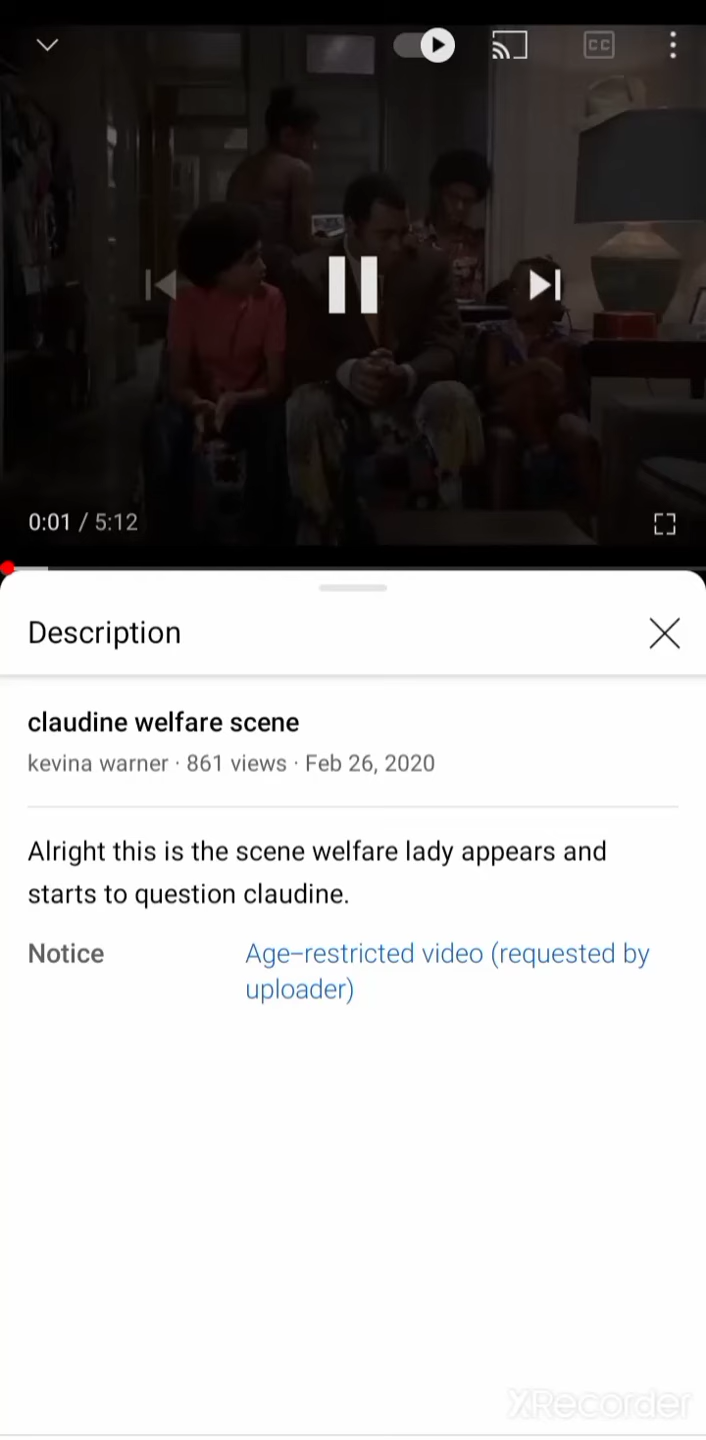 CC
0:01 / 5:12
Description
claudine welfare scene
kevina warner · 861 views · Feb 26, 2020
Alright this is the scene welfare lady appears and
starts to question claudine.
Notice
Age–restricted video (requested by
uploader)
XRecorder